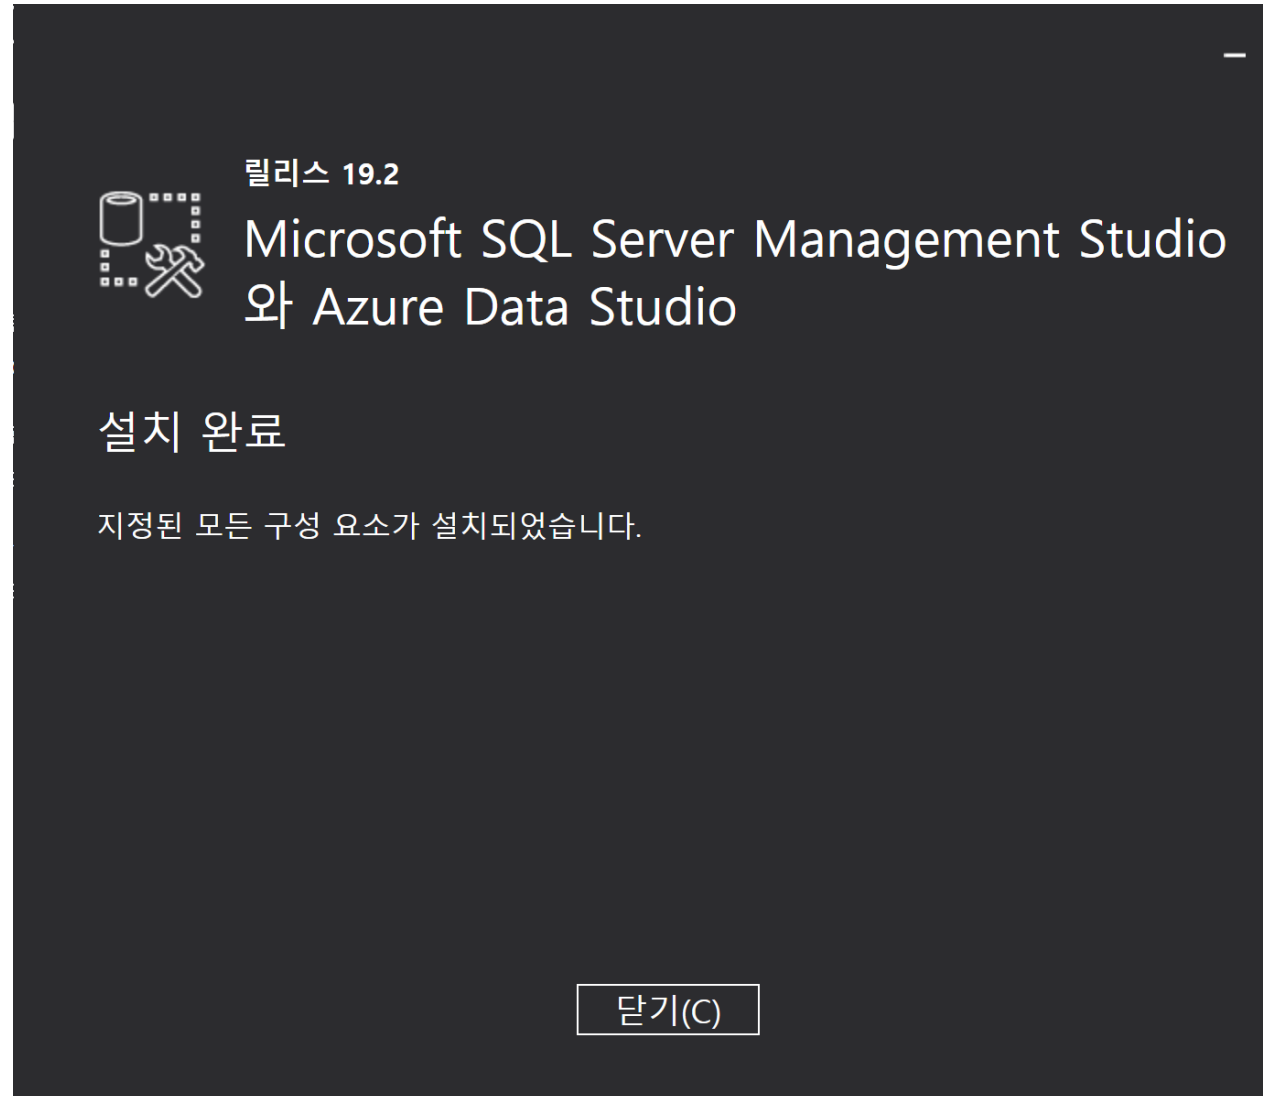 릴리스 19.2
Microsoft SQL Server Management Studio
와 Azure Data Studio
설치 완료
지정된 모든 구성 요소가 설치되었습니다.
닫기(C)